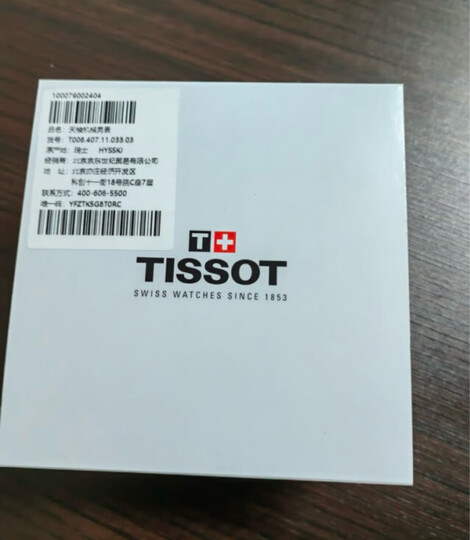 100076002404
品名：天梭机械男表
货号：T006.407.11.033.03
原产地：瑞士 HYSSKJ
经销商：北京京东世纪贸易有限公司
地 址：北京亦庄经济开发区
科创十一街18号院C座7层
联系方式：400-606-5500
唯一码：YFZTK5G8T0RC
T+
TISSOT
SWISS WATCHES SINCE 1853